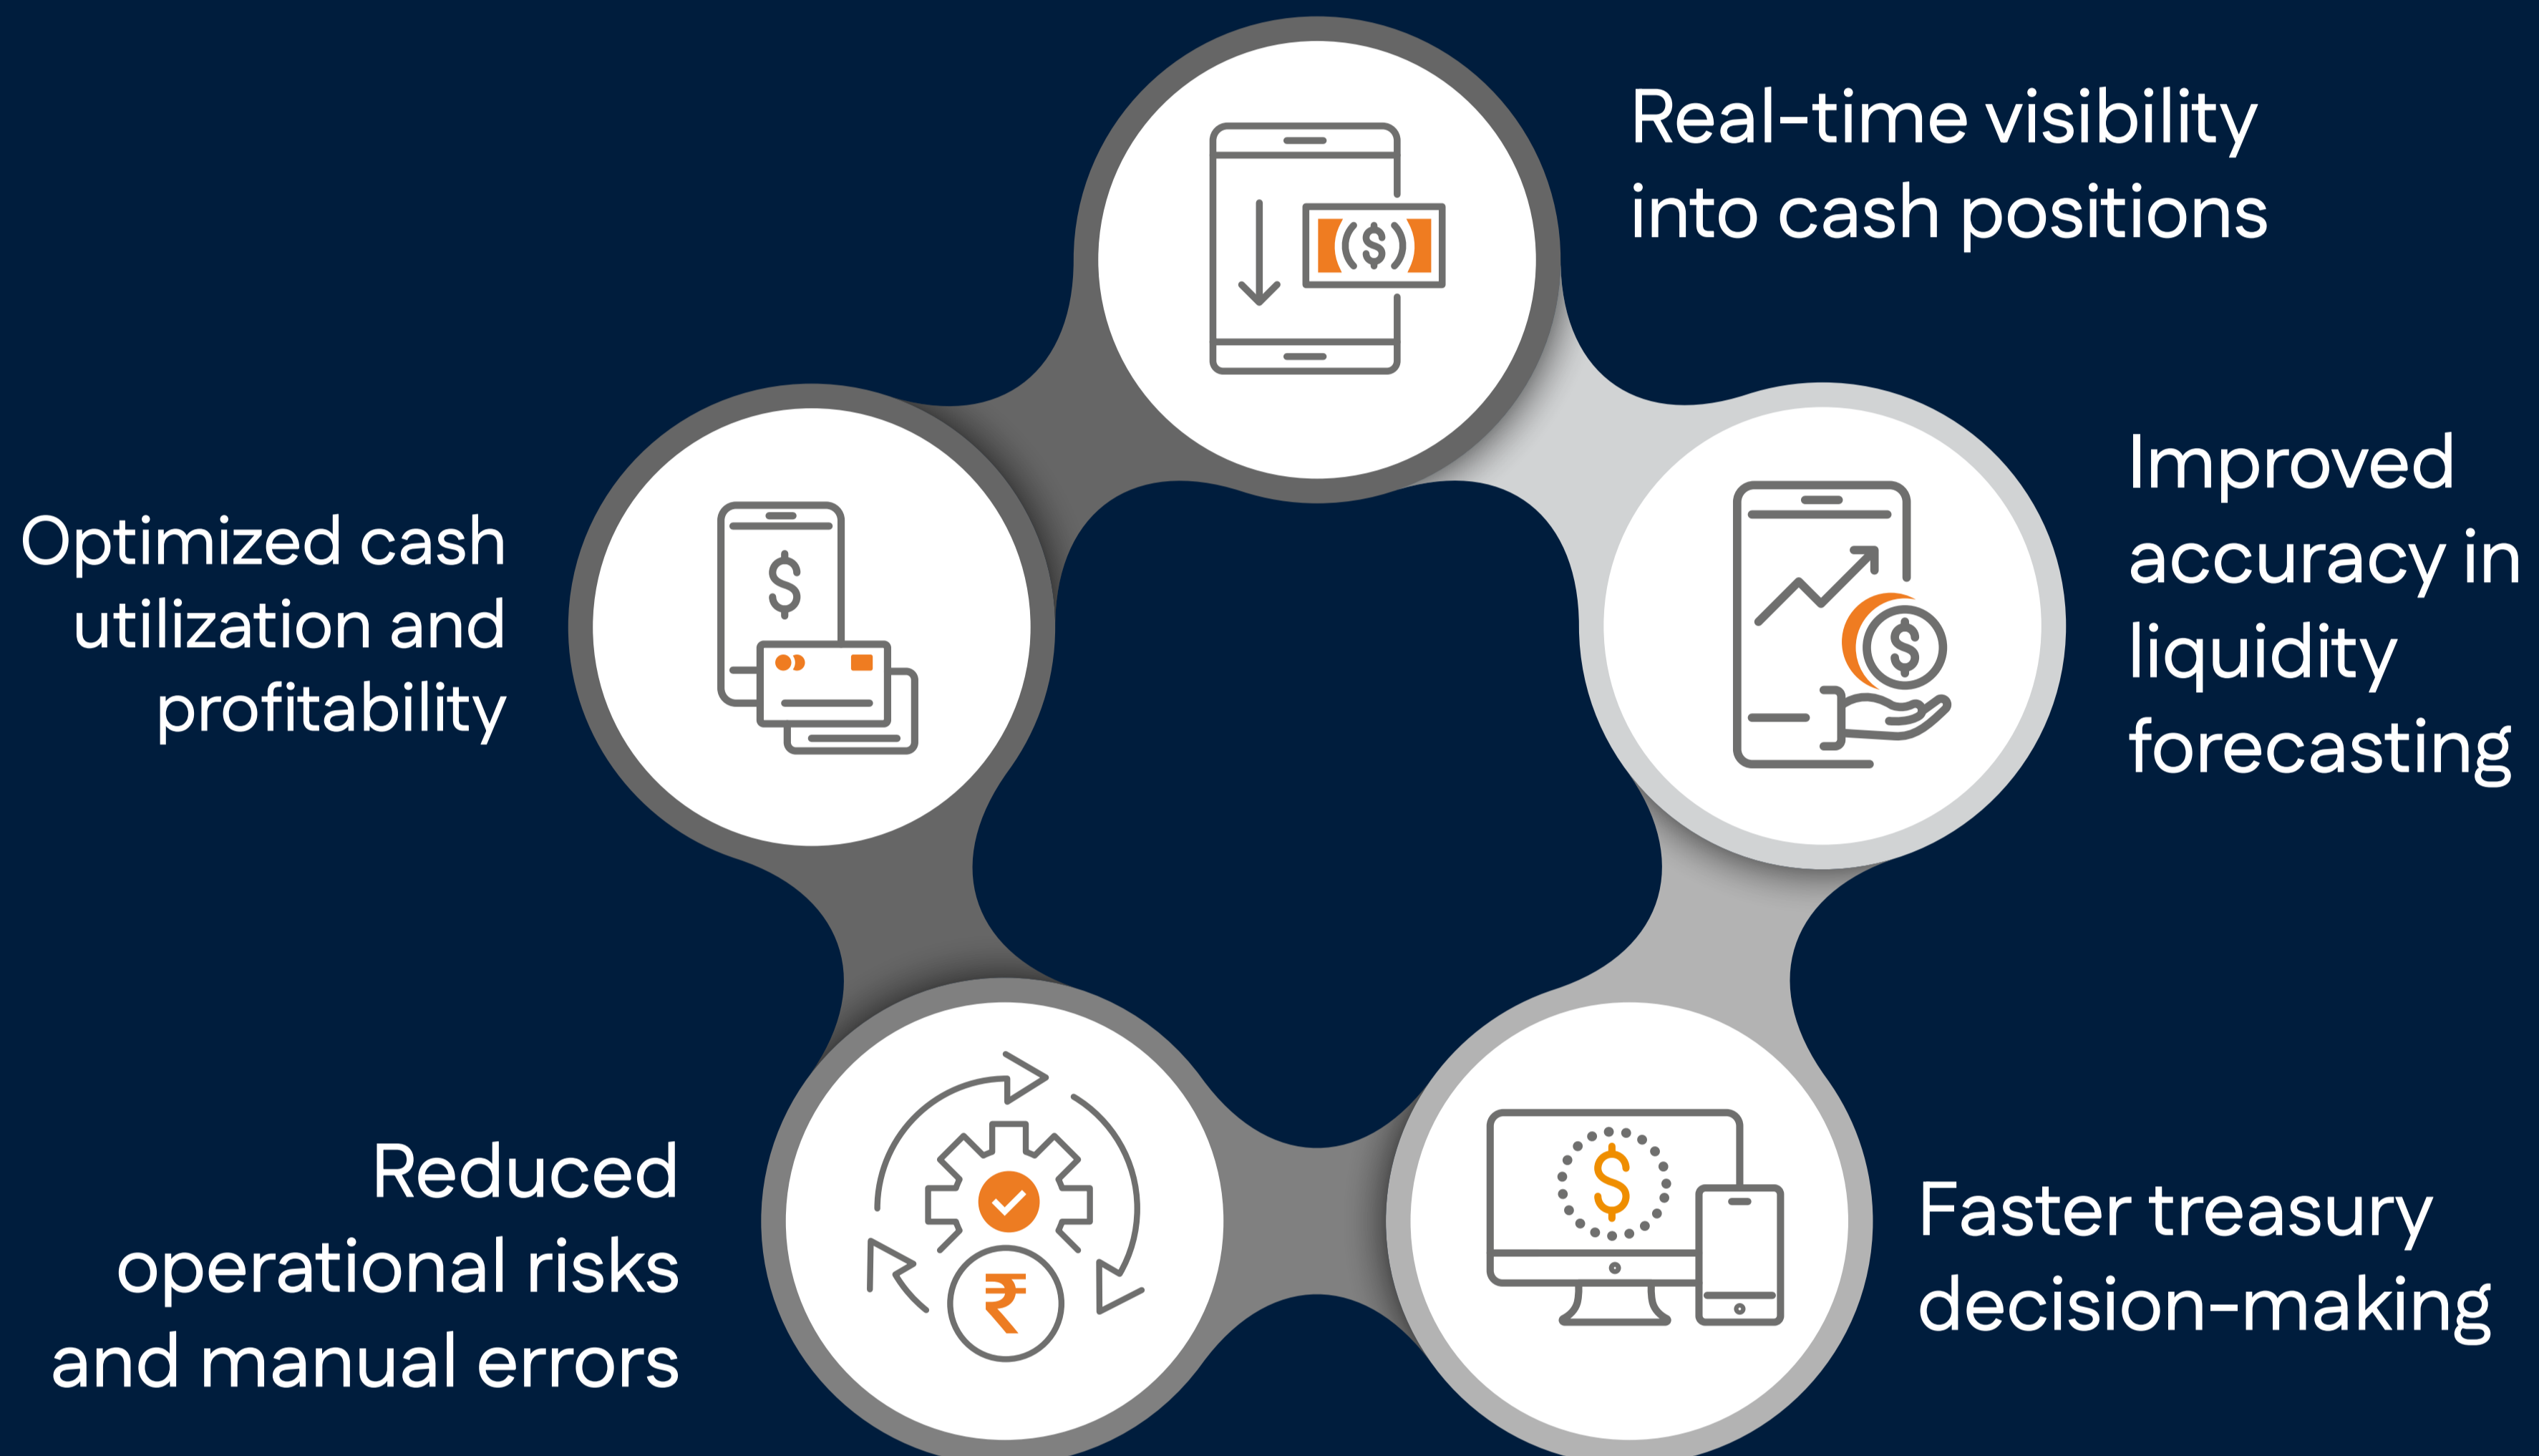 Real-time visibility
into cash positions
Improved
accuracy in
liquidity
forecasting
Faster treasury
decision-making
Reduced
operational risks
and manual errors
Optimized cash
utilization and
profitability
($)
$
$
₹
$